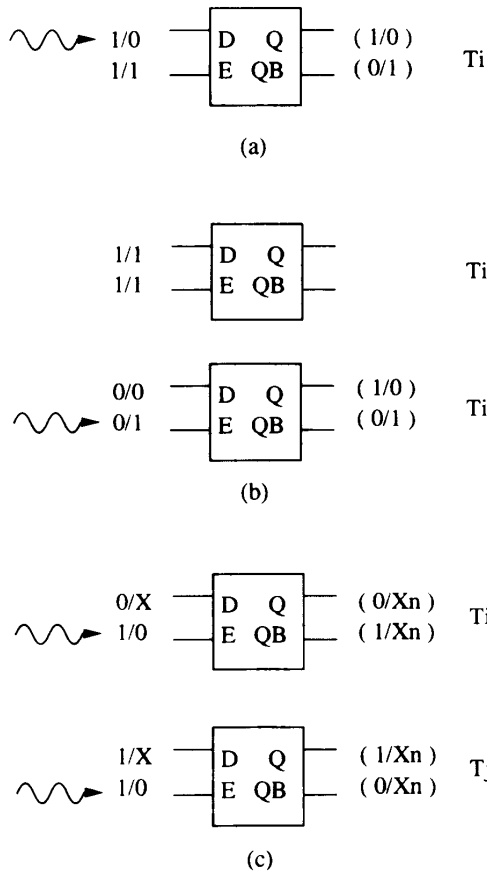 1/0 D Q ( 1/0 )
1/1 E QB ( 0/1 ) Ti
(a)
1/1 D Q
1/1 E QB Ti
0/0 D Q ( 1/0 )
0/1 E QB ( 0/1 ) Ti
(b)
0/X D Q ( 0/Xn ) Ti
1/0 E QB ( 1/Xn )
1/X D Q ( 1/Xn )
1/0 E QB ( 0/Xn ) Tj
(c)